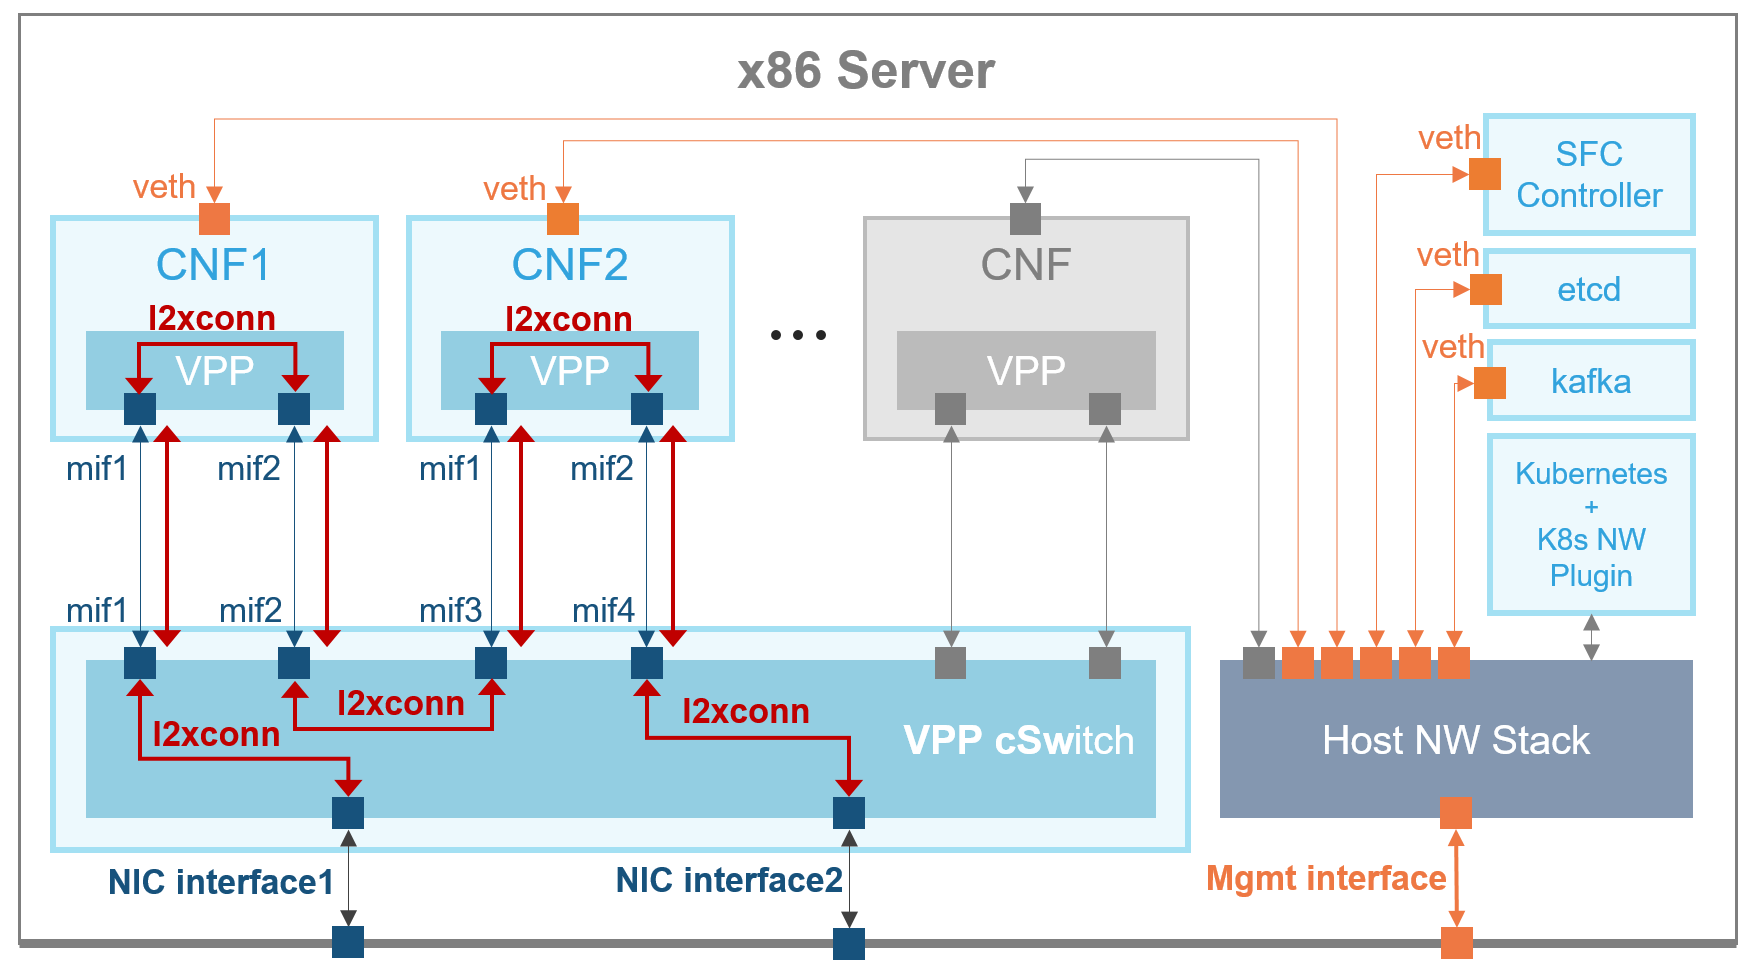 x86 Server
veth
veth
veth
SFC
Controller
CNF1
CNF2
CNF
veth
etcd
l2xconn
l2xconn
...
VPP
VPP
VPP
veth
kafka
mif1
mif2
mif1
mif2
Kubernetes
+
K8s NW
Plugin
mif1
mif2
mif3
mif4
l2xconn
l2xconn
l2xconn
VPP cSwitch
Host NW Stack
NIC interface1
NIC interface2
Mgmt interface